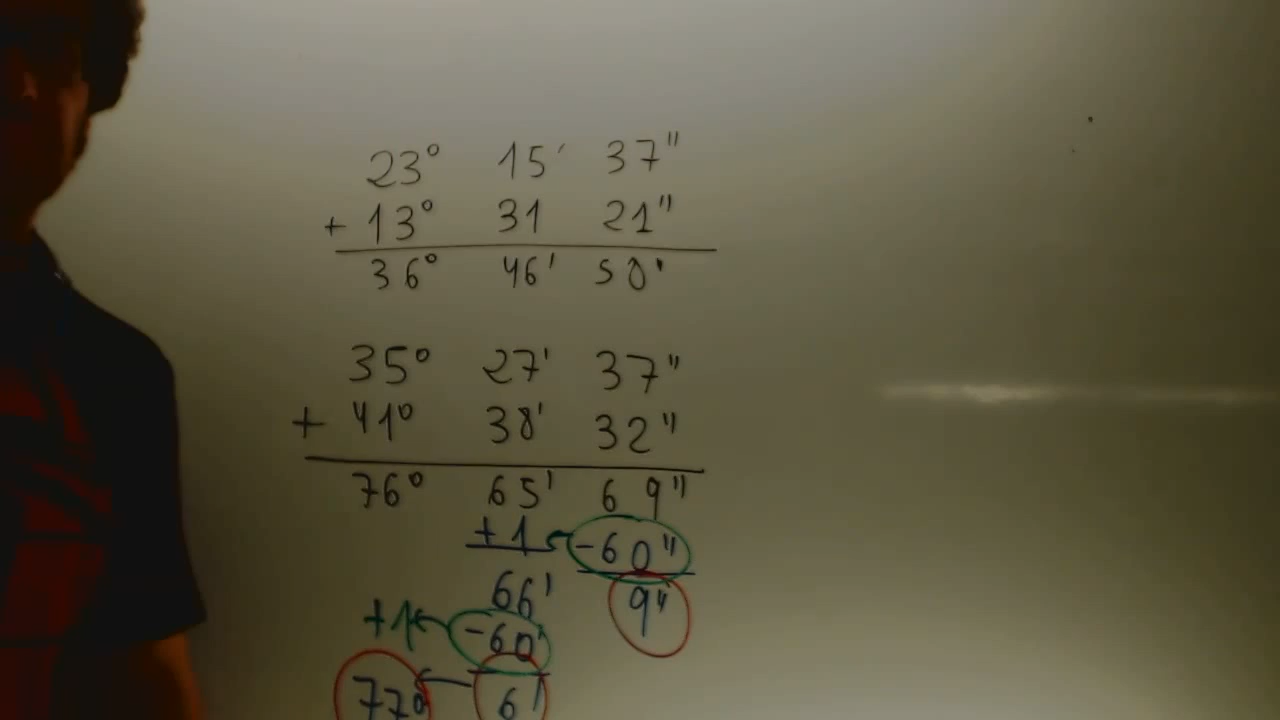 23° 15' 37"
+ 13° 31 21"
36° 46' 58'
35° 27' 37"
+ 41° 38' 32"
76° 65' 69"
+1 -60"
66' 9"
+1 -60'
77° 6'